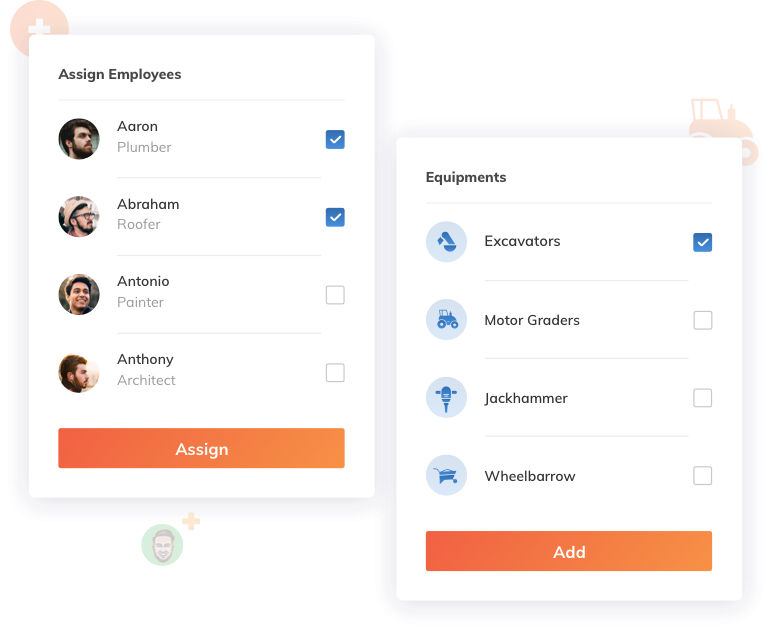 Assign Employees
Aaron
Plumber
Abraham
Roofer
Antonio
Painter
Anthony
Architect
Assign
Equipments
Excavators
Motor Graders
Jackhammer
Wheelbarrow
Add